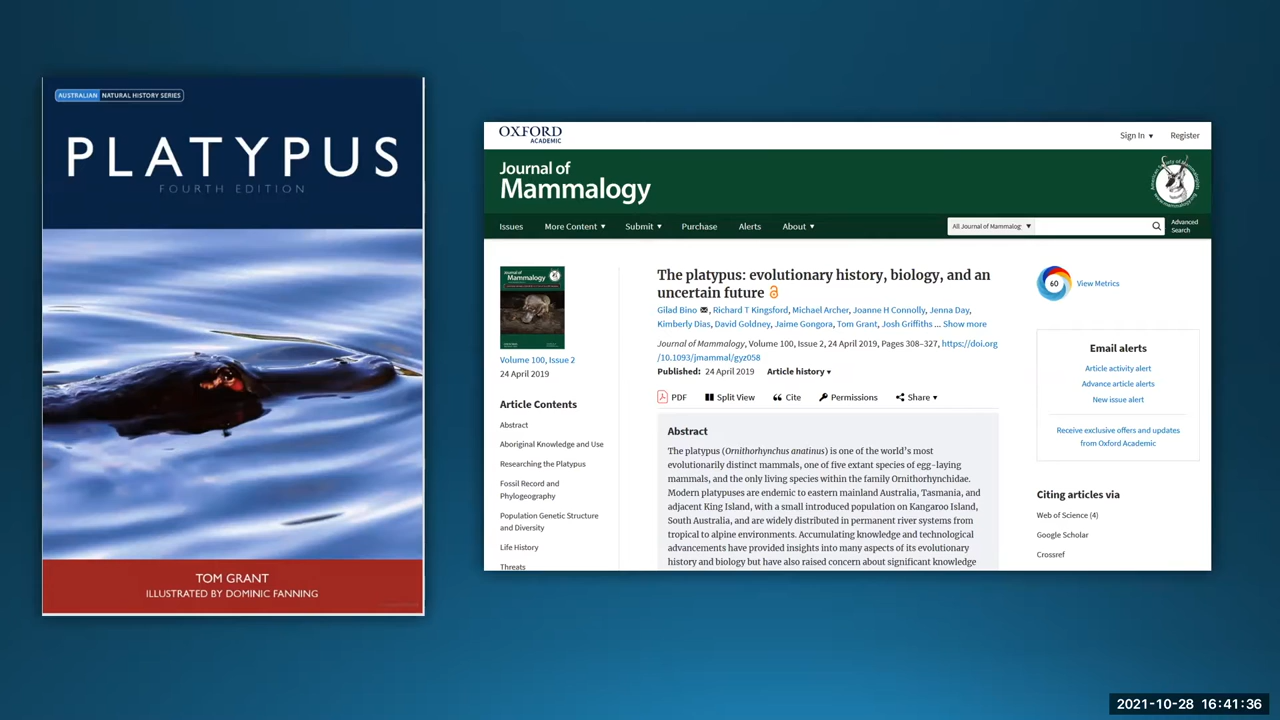 AUSTRALIAN NATURAL HISTORY SERIES
PLATYPUS
FOURTH EDITION
TOM GRANT
ILLUSTRATED BY DOMINIC FANNING
OXFORD
ACADEMIC
Sign In
Register
Journal of
Mammalogy
Issues
More Content
Submit
Purchase
Alerts
About
All Journal of Mammalog
Advanced
Search
Journal of
Mammalogy
Volume 100, Issue 2
24 April 2019
Article Contents
Abstract
Aboriginal Knowledge and Use
Researching the Platypus
Fossil Record and
Phylogeography
Population Genetic Structure
and Diversity
Life History
Threats
The platypus: evolutionary history, biology, and an
uncertain future
Gilad Bino, Richard T Kingsford, Michael Archer, Joanne H Connolly, Jenna Day,
Kimberly Dias, David Goldney, Jaime Gongora, Tom Grant, Josh Griffiths ... Show more
Journal of Mammalogy, Volume 100, Issue 2, 24 April 2019, Pages 308–327, https://doi.org
/10.1093/jmammal/gyz058
Published: 24 April 2019 Article history
PDF
Split View
Cite
Permissions
Share
Abstract
The platypus (Ornithorhynchus anatinus) is one of the world's most
evolutionarily distinct mammals, one of five extant species of egg-laying
mammals, and the only living species within the family Ornithorhynchidae.
Modern platypuses are endemic to eastern mainland Australia, Tasmania, and
adjacent King Island, with a small introduced population on Kangaroo Island,
South Australia, and are widely distributed in permanent river systems from
tropical to alpine environments. Accumulating knowledge and technological
advancements have provided insights into many aspects of its evolutionary
history and biology but have also raised concern about significant knowledge
60
View Metrics
Email alerts
Article activity alert
Advance article alerts
New issue alert
Receive exclusive offers and updates
from Oxford Academic
Citing articles via
Web of Science (4)
Google Scholar
Crossref
2021-10-28 16:41:36